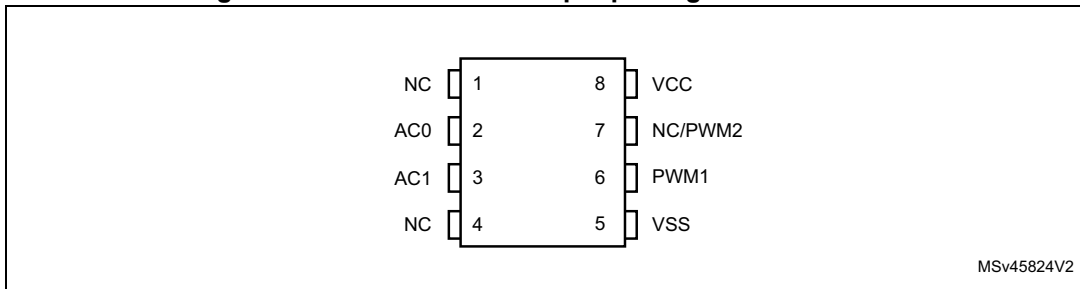 NC 1 8 VCC
AC0 2 7 NC/PWM2
AC1 3 6 PWM1
NC 4 5 VSS
MSv45824V2